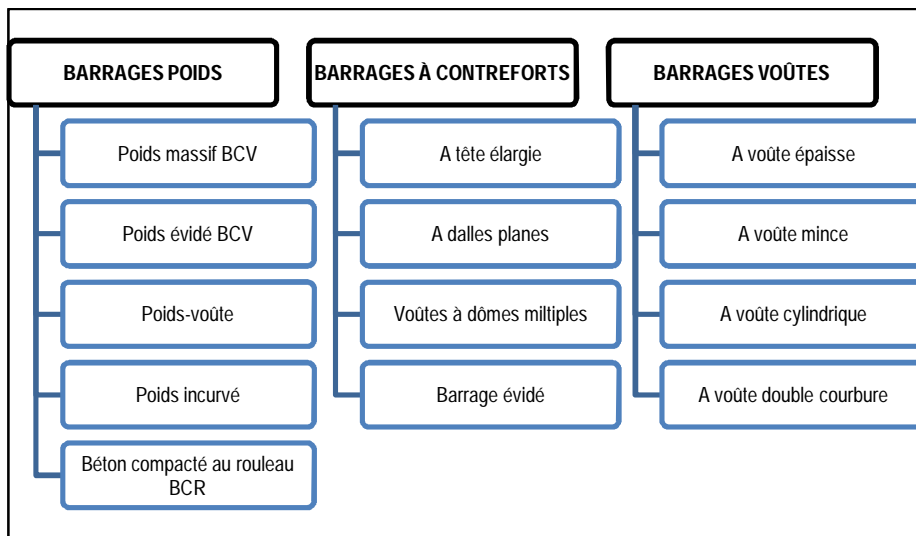 BARRAGES POIDS
Poids massif BCV
Poids évidé BCV
Poids-voûte
Poids incurvé
Béton compacté au rouleau
BCR
BARRAGES À CONTREFORTS
A tête élargie
A dalles planes
Voûtes à dômes miltiples
Barrage évidé
BARRAGES VOÛTES
A voûte épaisse
A voûte mince
A voûte cylindrique
A voûte double courbure